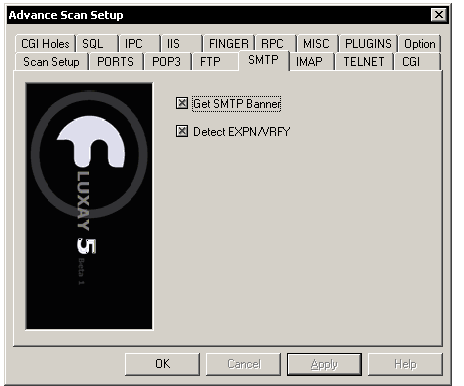 Advance Scan Setup
CGI Holes SQL IPC IIS FINGER RPC MISC PLUGINS Option
Scan Setup PORTS POP3 FTP SMTP IMAP TELNET CGI
Get SMTP Banner
Detect EXPN/VRFY
LUXAY 5 Beta 1
OK Cancel Apply Help